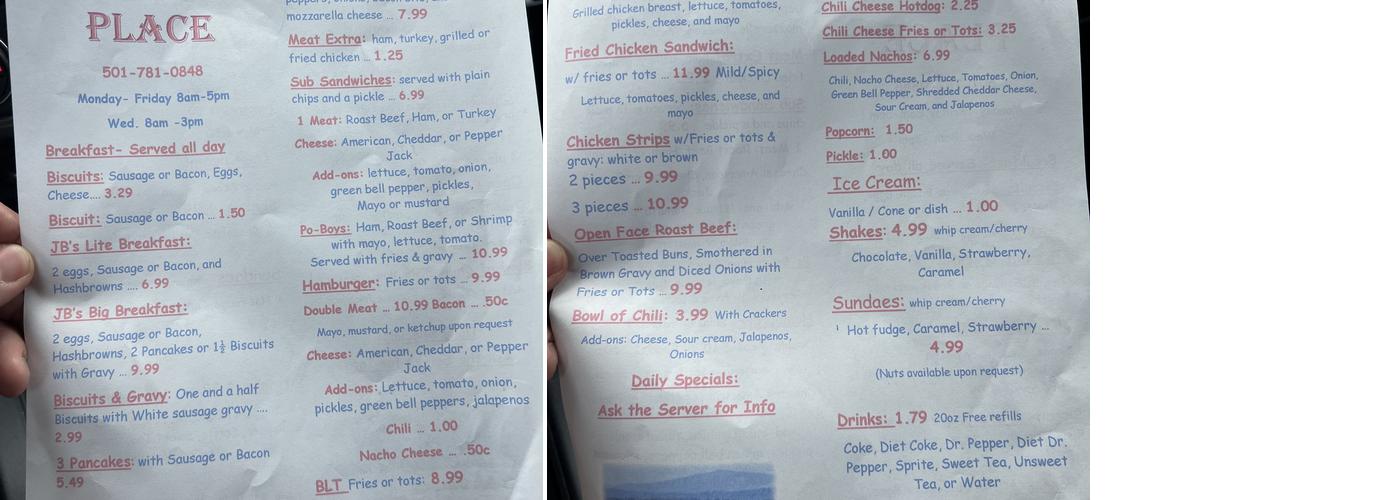 PLACE
501-781-0848
Monday- Friday 8am-5pm
Wed. 8am -3pm
Breakfast- Served all day
Biscuits: Sausage or Bacon, Eggs,
Cheese.... 3.29
Biscuit: Sausage or Bacon ... 1.50
JB's Lite Breakfast:
2 eggs, Sausage or Bacon, and
Hashbrowns .... 6.99
JB's Big Breakfast:
2 eggs, Sausage or Bacon,
Hashbrowns, 2 Pancakes or 1½ Biscuits
with Gravy ... 9.99
Biscuits & Gravy: One and a half
Biscuits with White sausage gravy ....
2.99
3 Pancakes: with Sausage or Bacon
5.49
mozzarella cheese ... 7.99
Meat Extra: ham, turkey, grilled or
fried chicken ... 1.25
Sub Sandwiches: served with plain
chips and a pickle ... 6.99
1 Meat: Roast Beef, Ham, or Turkey
Cheese: American, Cheddar, or Pepper
Jack
Add-ons: lettuce, tomato, onion,
green bell pepper, pickles,
Mayo or mustard
Po-Boys: Ham, Roast Beef, or Shrimp
with mayo, lettuce, tomato.
Served with fries & gravy ... 10.99
Hamburger: Fries or tots ... 9.99
Double Meat ... 10.99 Bacon ... .50c
Mayo, mustard, or ketchup upon request
Cheese: American, Cheddar, or Pepper
Jack
Add-ons: Lettuce, tomato, onion,
pickles, green bell peppers, jalapenos
Chili ... 1.00
Nacho Cheese ... .50c
BLT Fries or tots: 8.99
Grilled chicken breast, lettuce, tomatoes,
pickles, cheese, and mayo
Fried Chicken Sandwich:
w/ fries or tots ... 11.99 Mild/Spicy
Lettuce, tomatoes, pickles, cheese, and
mayo
Chicken Strips w/Fries or tots &
gravy: white or brown
2 pieces ... 9.99
3 pieces ... 10.99
Open Face Roast Beef:
Over Toasted Buns, Smothered in
Brown Gravy and Diced Onions with
Fries or Tots ... 9.99
Bowl of Chili: 3.99 With Crackers
Add-ons: Cheese, Sour cream, Jalapenos,
Onions
Daily Specials:
Ask the Server for Info
Chili Cheese Hotdog: 2.25
Chili Cheese Fries or Tots: 3.25
Loaded Nachos: 6.99
Chili, Nacho Cheese, Lettuce, Tomatoes, Onion,
Green Bell Pepper, Shredded Cheddar Cheese,
Sour Cream, and Jalapenos
Popcorn: 1.50
Pickle: 1.00
Ice Cream:
Vanilla / Cone or dish ... 1.00
Shakes: 4.99 whip cream/cherry
Chocolate, Vanilla, Strawberry,
Caramel
Sundaes: whip cream/cherry
Hot fudge, Caramel, Strawberry ...
4.99
(Nuts available upon request)
Drinks: 1.79 20oz Free refills
Coke, Diet Coke, Dr. Pepper, Diet Dr.
Pepper, Sprite, Sweet Tea, Unsweet
Tea, or Water